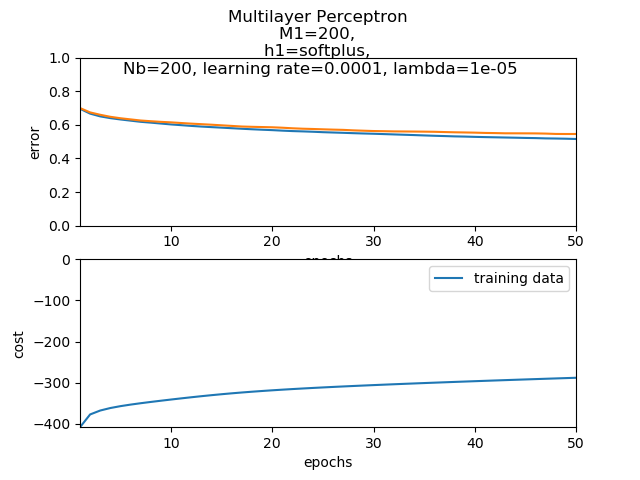 Multilayer Perceptron
M1=200,
h1=softplus,
Nb=200, learning rate=0.0001, lambda=1e-05
1.0
0.8
0.6
0.4
0.2
0.0
error
10
20
30
40
50
epochs
0
−100
−200
−300
−400
cost
training data
10
20
30
40
50
epochs